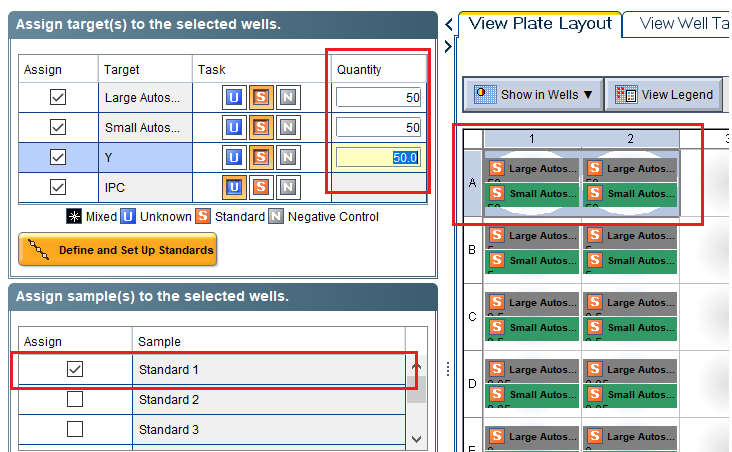 Assign target(s) to the selected wells.
Assign Target Task Quantity
Large Autos... U S N 50
Small Autos... U S N 50
Y U S N 50.0
IPC U S N
Mixed U Unknown S Standard N Negative Control
Define and Set Up Standards
Assign sample(s) to the selected wells.
Assign Sample
Standard 1
Standard 2
Standard 3
View Plate Layout View Well Ta
Show in Wells ▼ View Legend
1 2
A S Large Autos... S Large Autos...
S Small Autos... S Small Autos...
B S Large Autos... S Large Autos...
S Small Autos... S Small Autos...
C S Large Autos... S Large Autos...
S Small Autos... S Small Autos...
D S Large Autos... S Large Autos...
S Small Autos... S Small Autos...
E S Large Autos... S Large Autos...